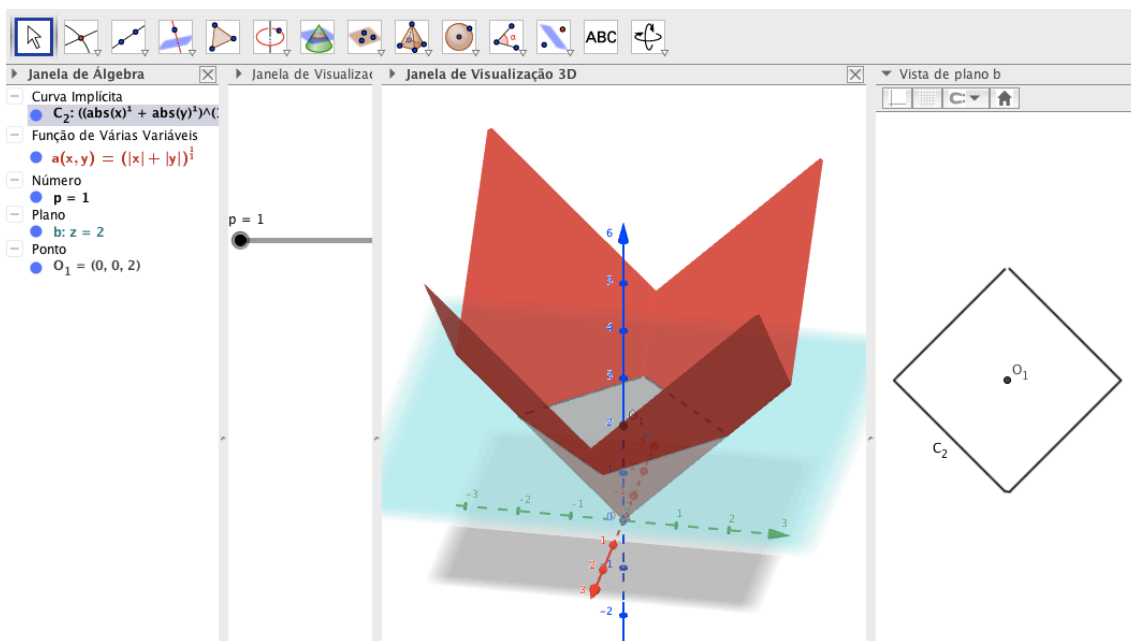 ABC
Janela de Álgebra
Janela de Visualizaç
Janela de Visualização 3D
Vista de plano b
Curva Implícita
C₂: ((abs(x)¹ + abs(y)¹)^(
Função de Várias Variáveis
a(x,y) = (|x| + |y|)^(1/1)
Número
p = 1
Plano
b: z = 2
Ponto
O₁ = (0, 0, 2)
p = 1
6
5
4
3
2
O₁
1
0
-3
-2
-1
1
2
3
1
2
3
-1
-2
O₁
C₂